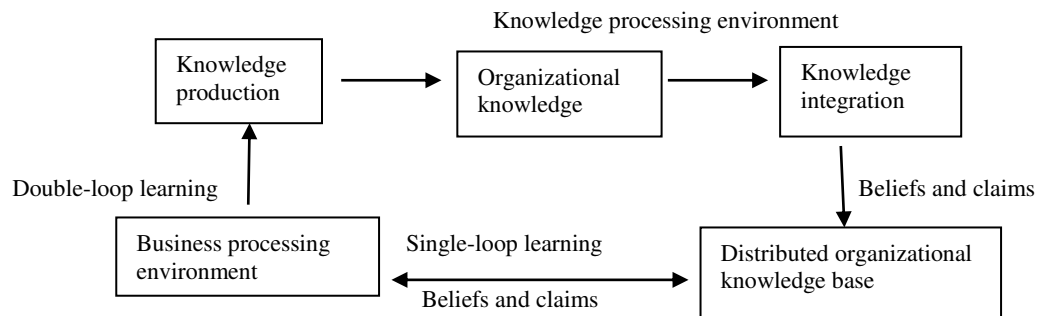 Knowledge processing environment
Knowledge
production
Organizational
knowledge
Knowledge
integration
Double-loop learning
Beliefs and claims
Business processing
environment
Single-loop learning
Beliefs and claims
Distributed organizational
knowledge base